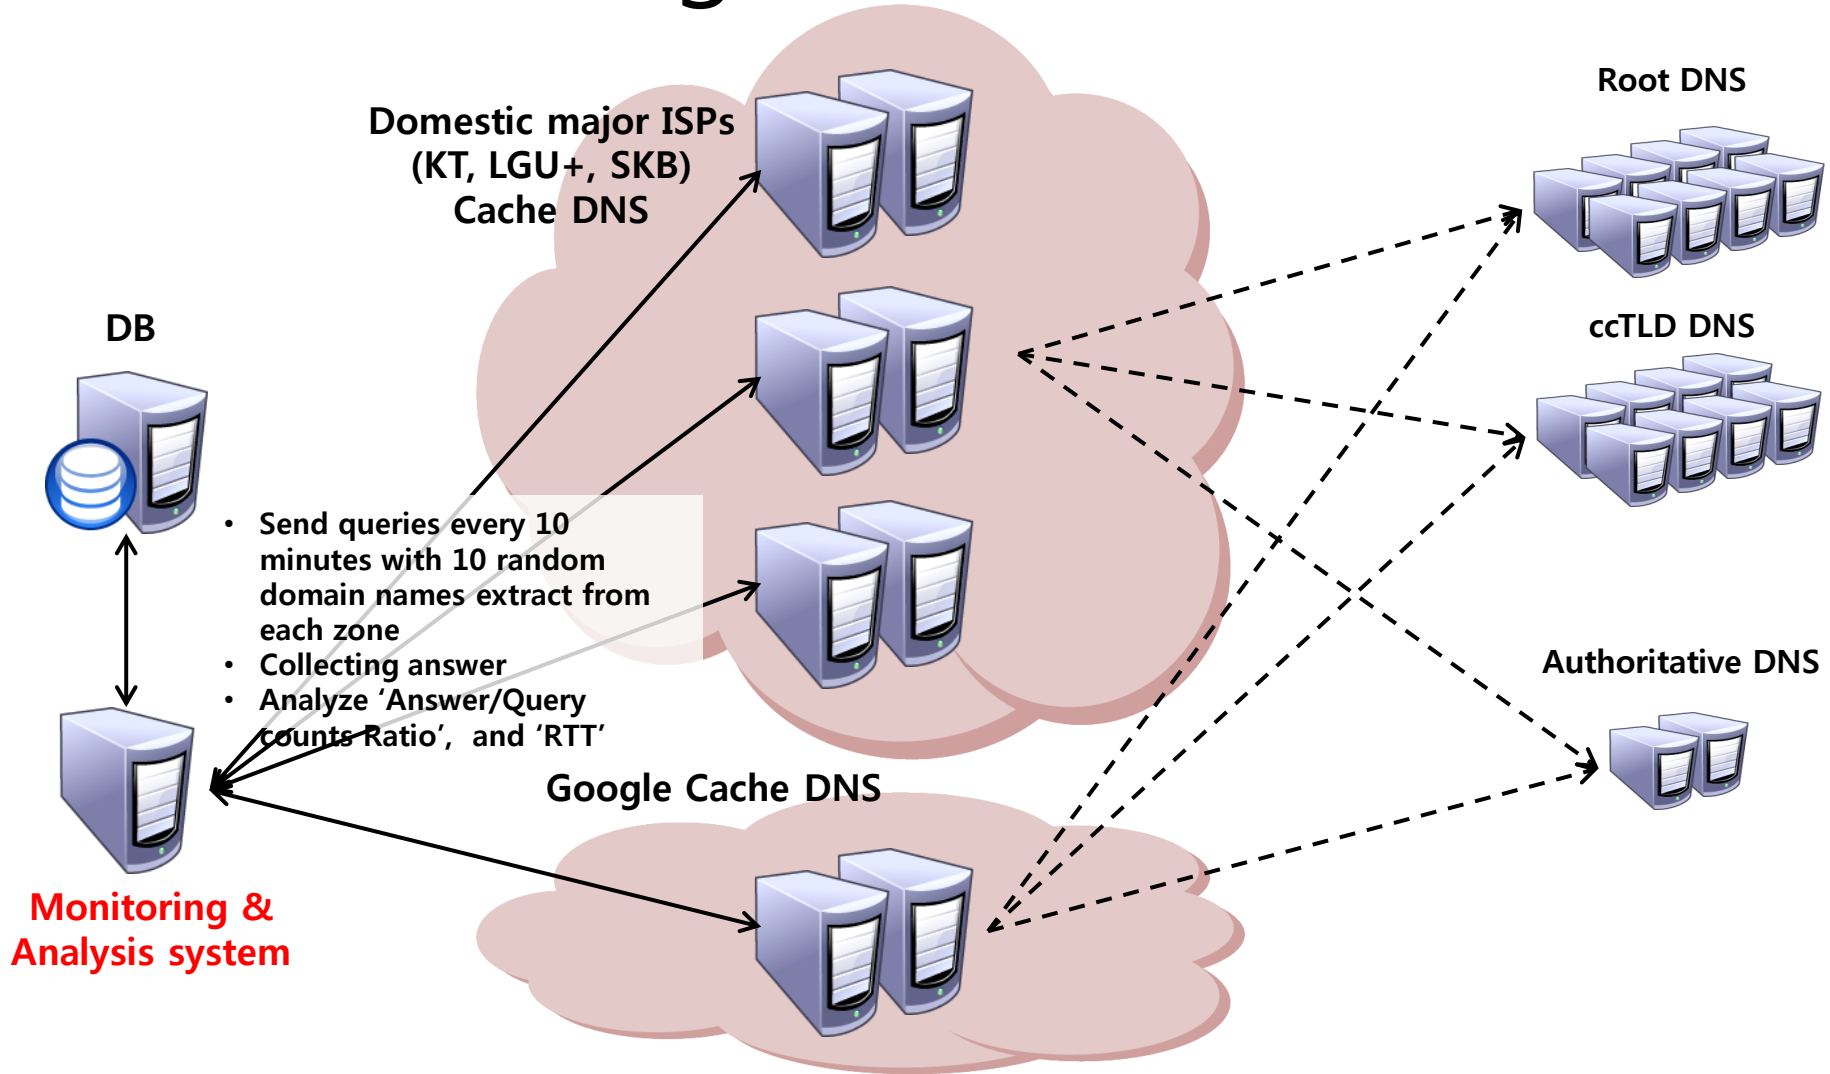 Domestic major ISPs
(KT, LGU+, SKB)
Cache DNS
Root DNS
ccTLD DNS
DB
• Send queries every 10
minutes with 10 random
domain names extract from
each zone
• Collecting answer
• Analyze ‘Answer/Query
counts Ratio’, and ‘RTT’
Authoritative DNS
Google Cache DNS
Monitoring &
Analysis system